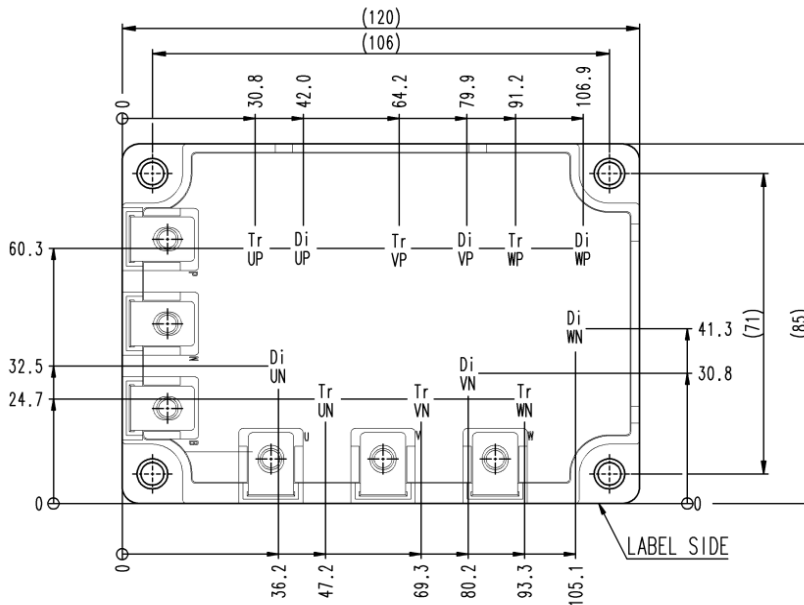 (120)
(106)
0
30.8
42.0
64.2
79.9
91.2
106.9
60.3
Tr UP
Di UP
Tr VP
Di VP
Tr WP
Di WP
P
(71)
(85)
Di WN
41.3
N
32.5
Di UN
Di VN
30.8
24.7
Tr UN
Tr VN
Tr WN
B
U
V
W
0
0
LABEL SIDE
0
36.2
47.2
69.3
80.2
93.3
105.1